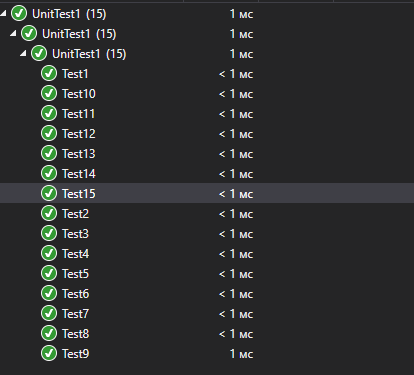 UnitTest1 (15) 1 мс
UnitTest1 (15) 1 мс
UnitTest1 (15) 1 мс
Test1 < 1 мс
Test10 < 1 мс
Test11 < 1 мс
Test12 < 1 мс
Test13 < 1 мс
Test14 < 1 мс
Test15 < 1 мс
Test2 < 1 мс
Test3 < 1 мс
Test4 < 1 мс
Test5 < 1 мс
Test6 < 1 мс
Test7 < 1 мс
Test8 < 1 мс
Test9 1 мс